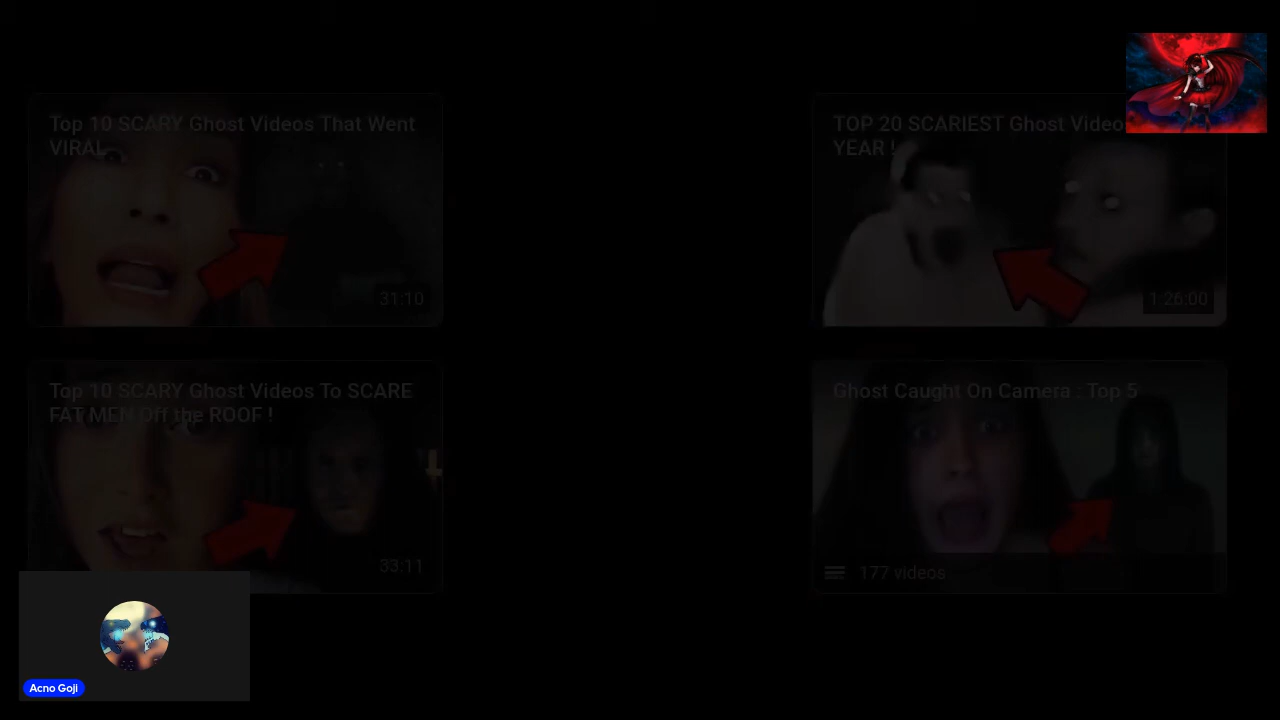 Top 10 SCARY Ghost Videos That Went
VIRAL
31:10
TOP 20 SCARIEST Ghost Video
YEAR !
1:26:00
Top 10 SCARY Ghost Videos To SCARE
FAT MEN Off the ROOF !
33:11
Ghost Caught On Camera : Top 5
177 videos
Acno Goji